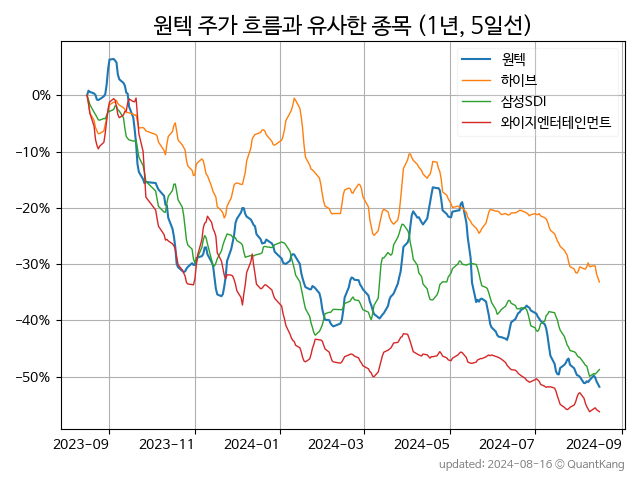 원텍 주가 흐름과 유사한 종목 (1년, 5일선)
원텍
하이브
삼성SDI
와이지엔터테인먼트
0%
−10%
−20%
−30%
−40%
−50%
2023−09 2023−11 2024−01 2024−03 2024−05 2024−07 2024−09
updated: 2024-08-16 © QuantKang